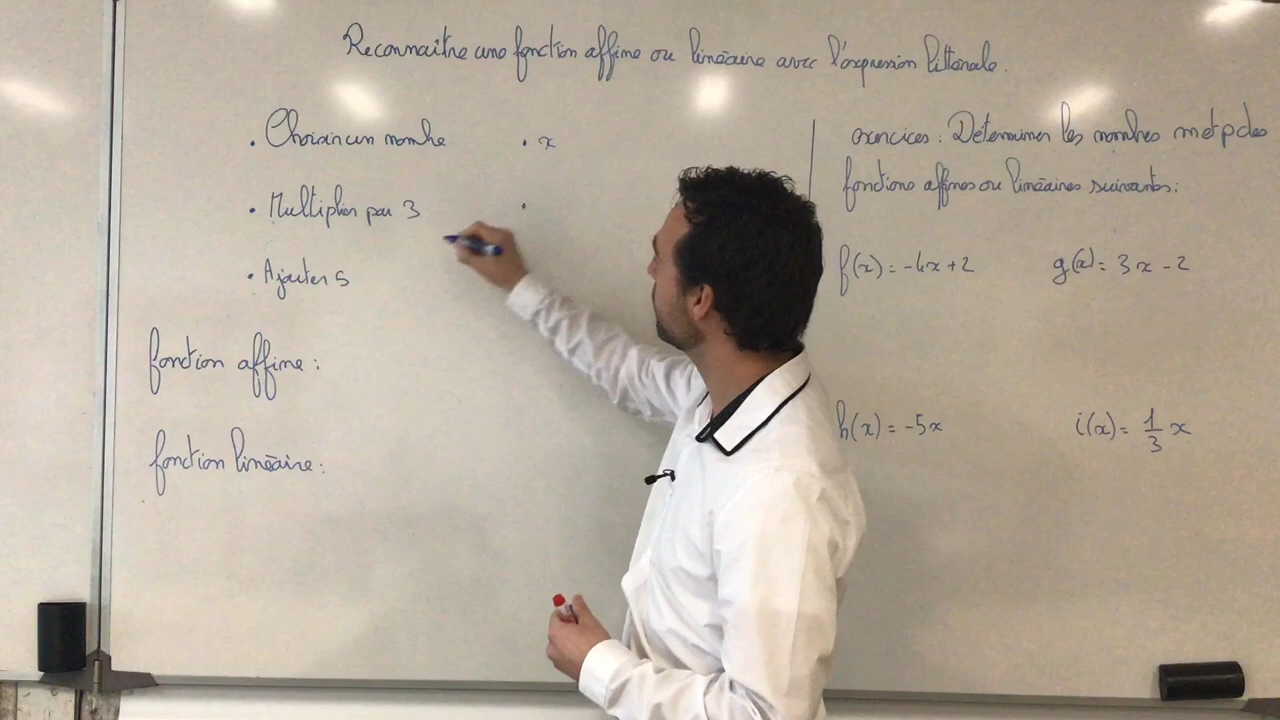 Reconnaître une fonction affine ou linéaire avec l'expression littérale.
• Choisir un nombre • x
• Multiplier par 3 •
• Ajouter 5
fonction affine :
fonction linéaire :
exercices : Déterminer les nombres m et p des
fonctions affines ou linéaires suivantes :
f(x) = -4x + 2 g(x) = 3x - 2
h(x) = -5x i(x) = 1/3 x